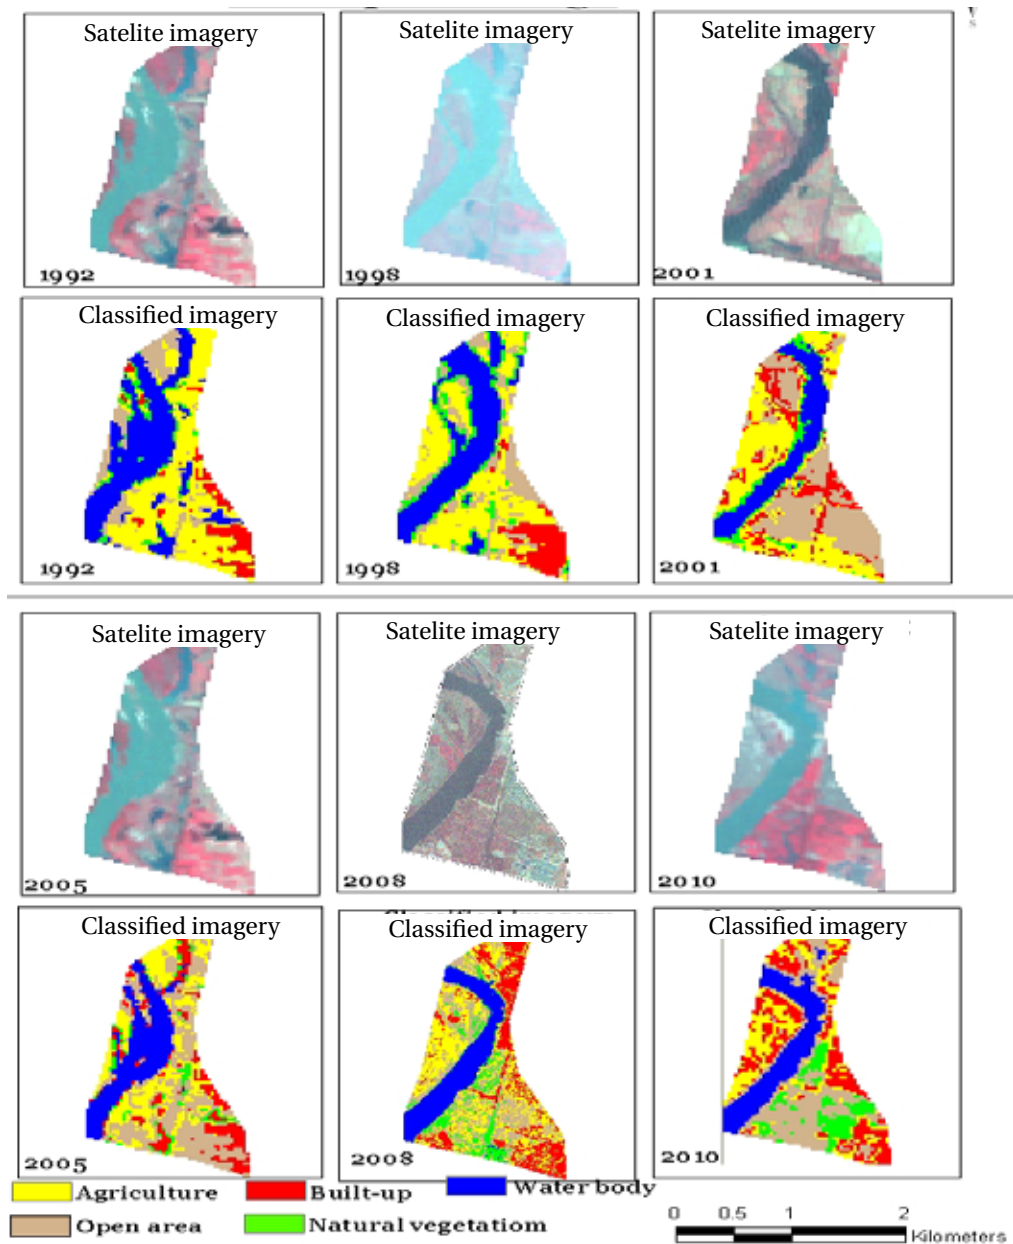 Satelite imagery Satelite imagery Satelite imagery
1992 1998 2001
Classified imagery Classified imagery Classified imagery
1992 1998 2001
Satelite imagery Satelite imagery Satelite imagery
2005 2008 2010
Classified imagery Classified imagery Classified imagery
2005 2008 2010
Agriculture Built-up Water body
Open area Natural vegetatiom
0 0.5 1 2
Kilometers